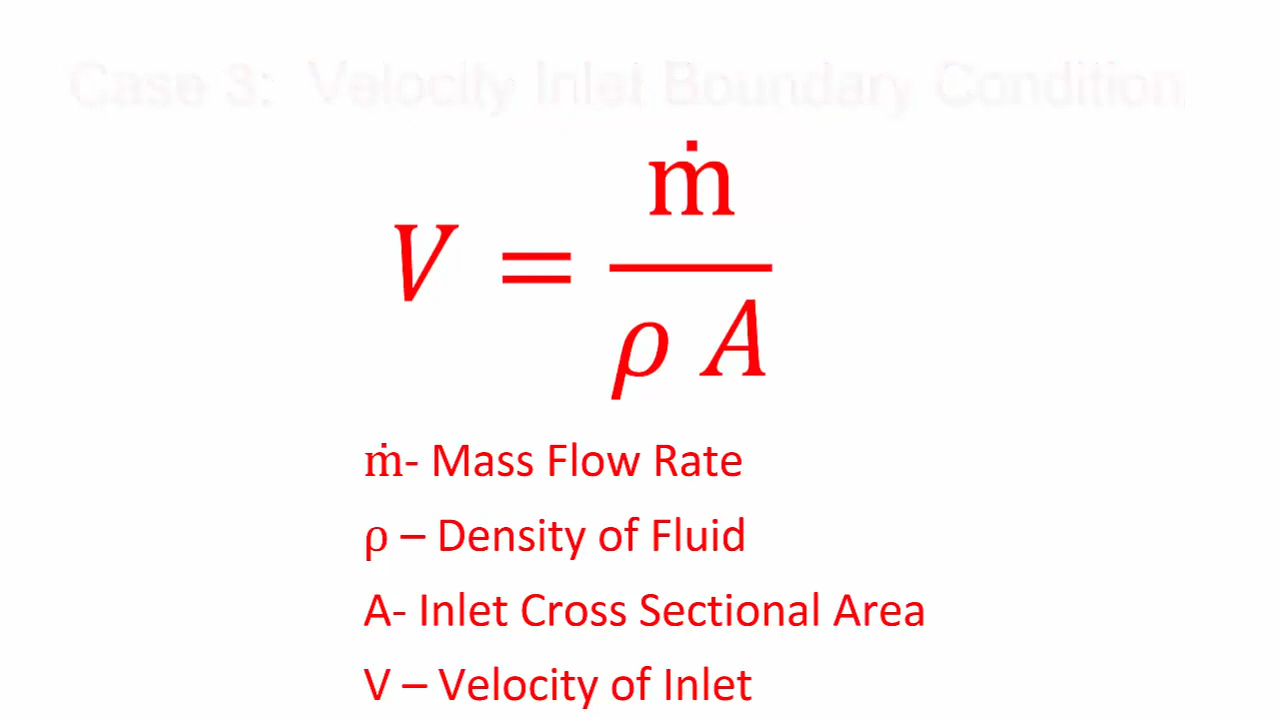 Case 3: Velocity Inlet Boundary Condition
V = ṁ / ρ A
ṁ- Mass Flow Rate
ρ – Density of Fluid
A- Inlet Cross Sectional Area
V – Velocity of Inlet